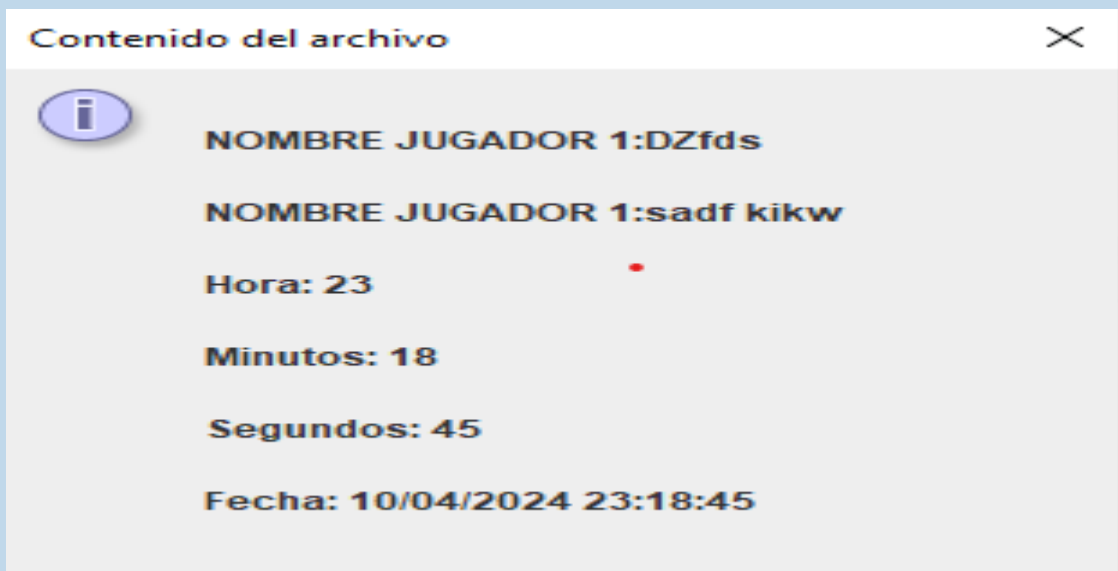 Contenido del archivo
NOMBRE JUGADOR 1:DZfds
NOMBRE JUGADOR 1:sadf kikw
Hora: 23
Minutos: 18
Segundos: 45
Fecha: 10/04/2024 23:18:45